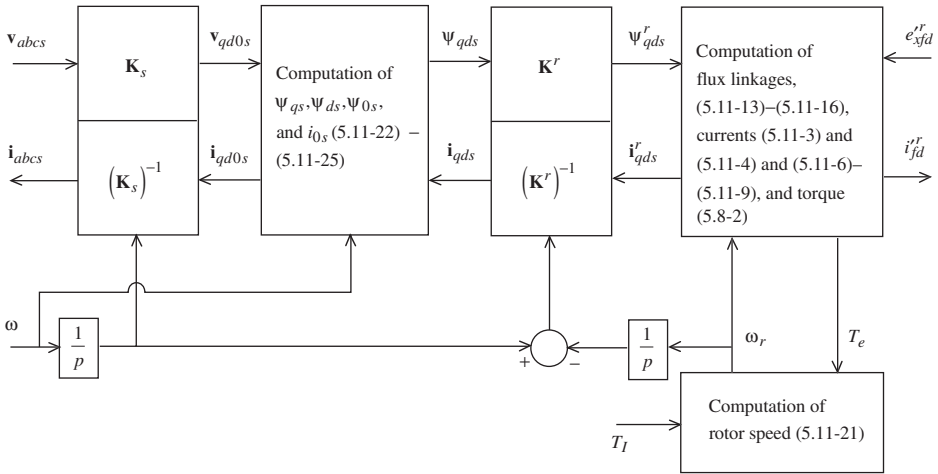 v_abcs
K_s
v_qd0s
Computation of
ψ_qs, ψ_ds, ψ_0s,
and i_0s (5.11-22) –
(5.11-25)
ψ_qds
K^r
ψ^r_qds
Computation of
flux linkages,
(5.11-13)–(5.11-16),
currents (5.11-3) and
(5.11-4) and (5.11-6)–
(5.11-9), and torque
(5.8-2)
e′^r_xfd
i_abcs
(K_s)^−1
i_qd0s
i_qds
(K^r)^−1
i^r_qds
i′^r_fd
ω
1
p
+
−
1
p
ω_r
T_e
Computation of
rotor speed (5.11-21)
T_I